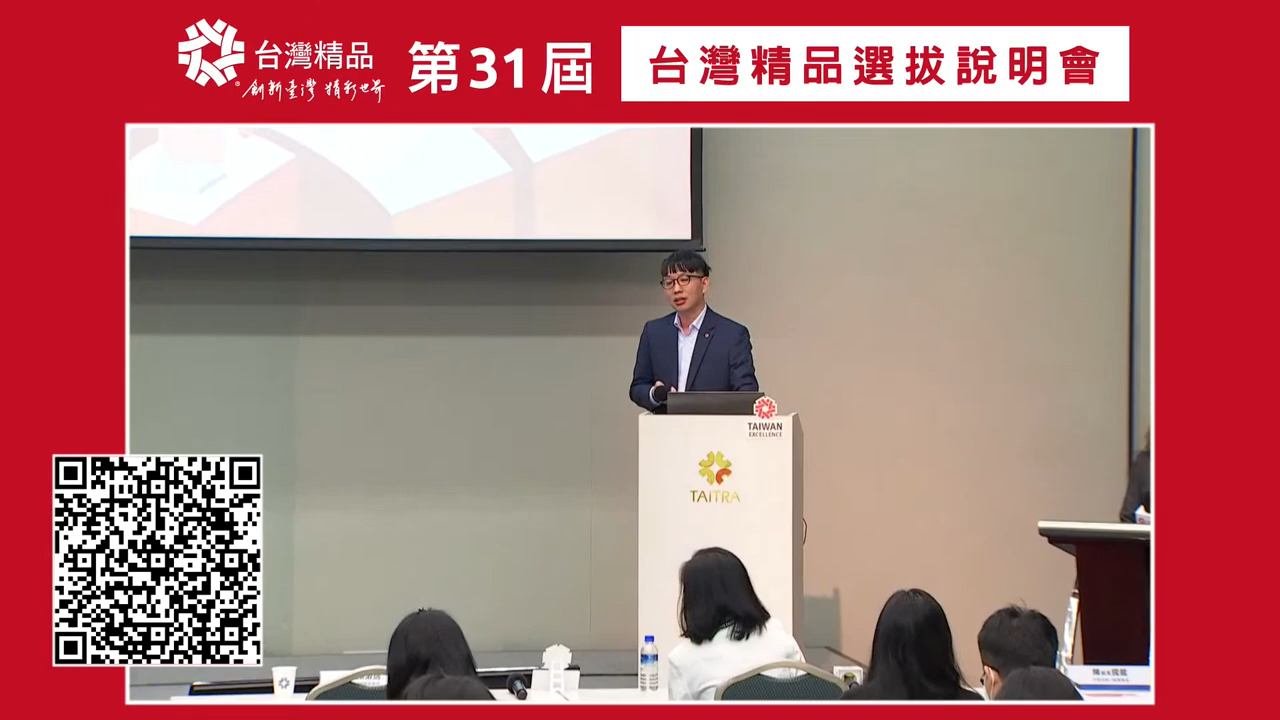 台灣精品
創新臺灣 精彩世界
第31屆
台灣精品選拔說明會
TAIWAN
EXCELLENCE
TAITRA